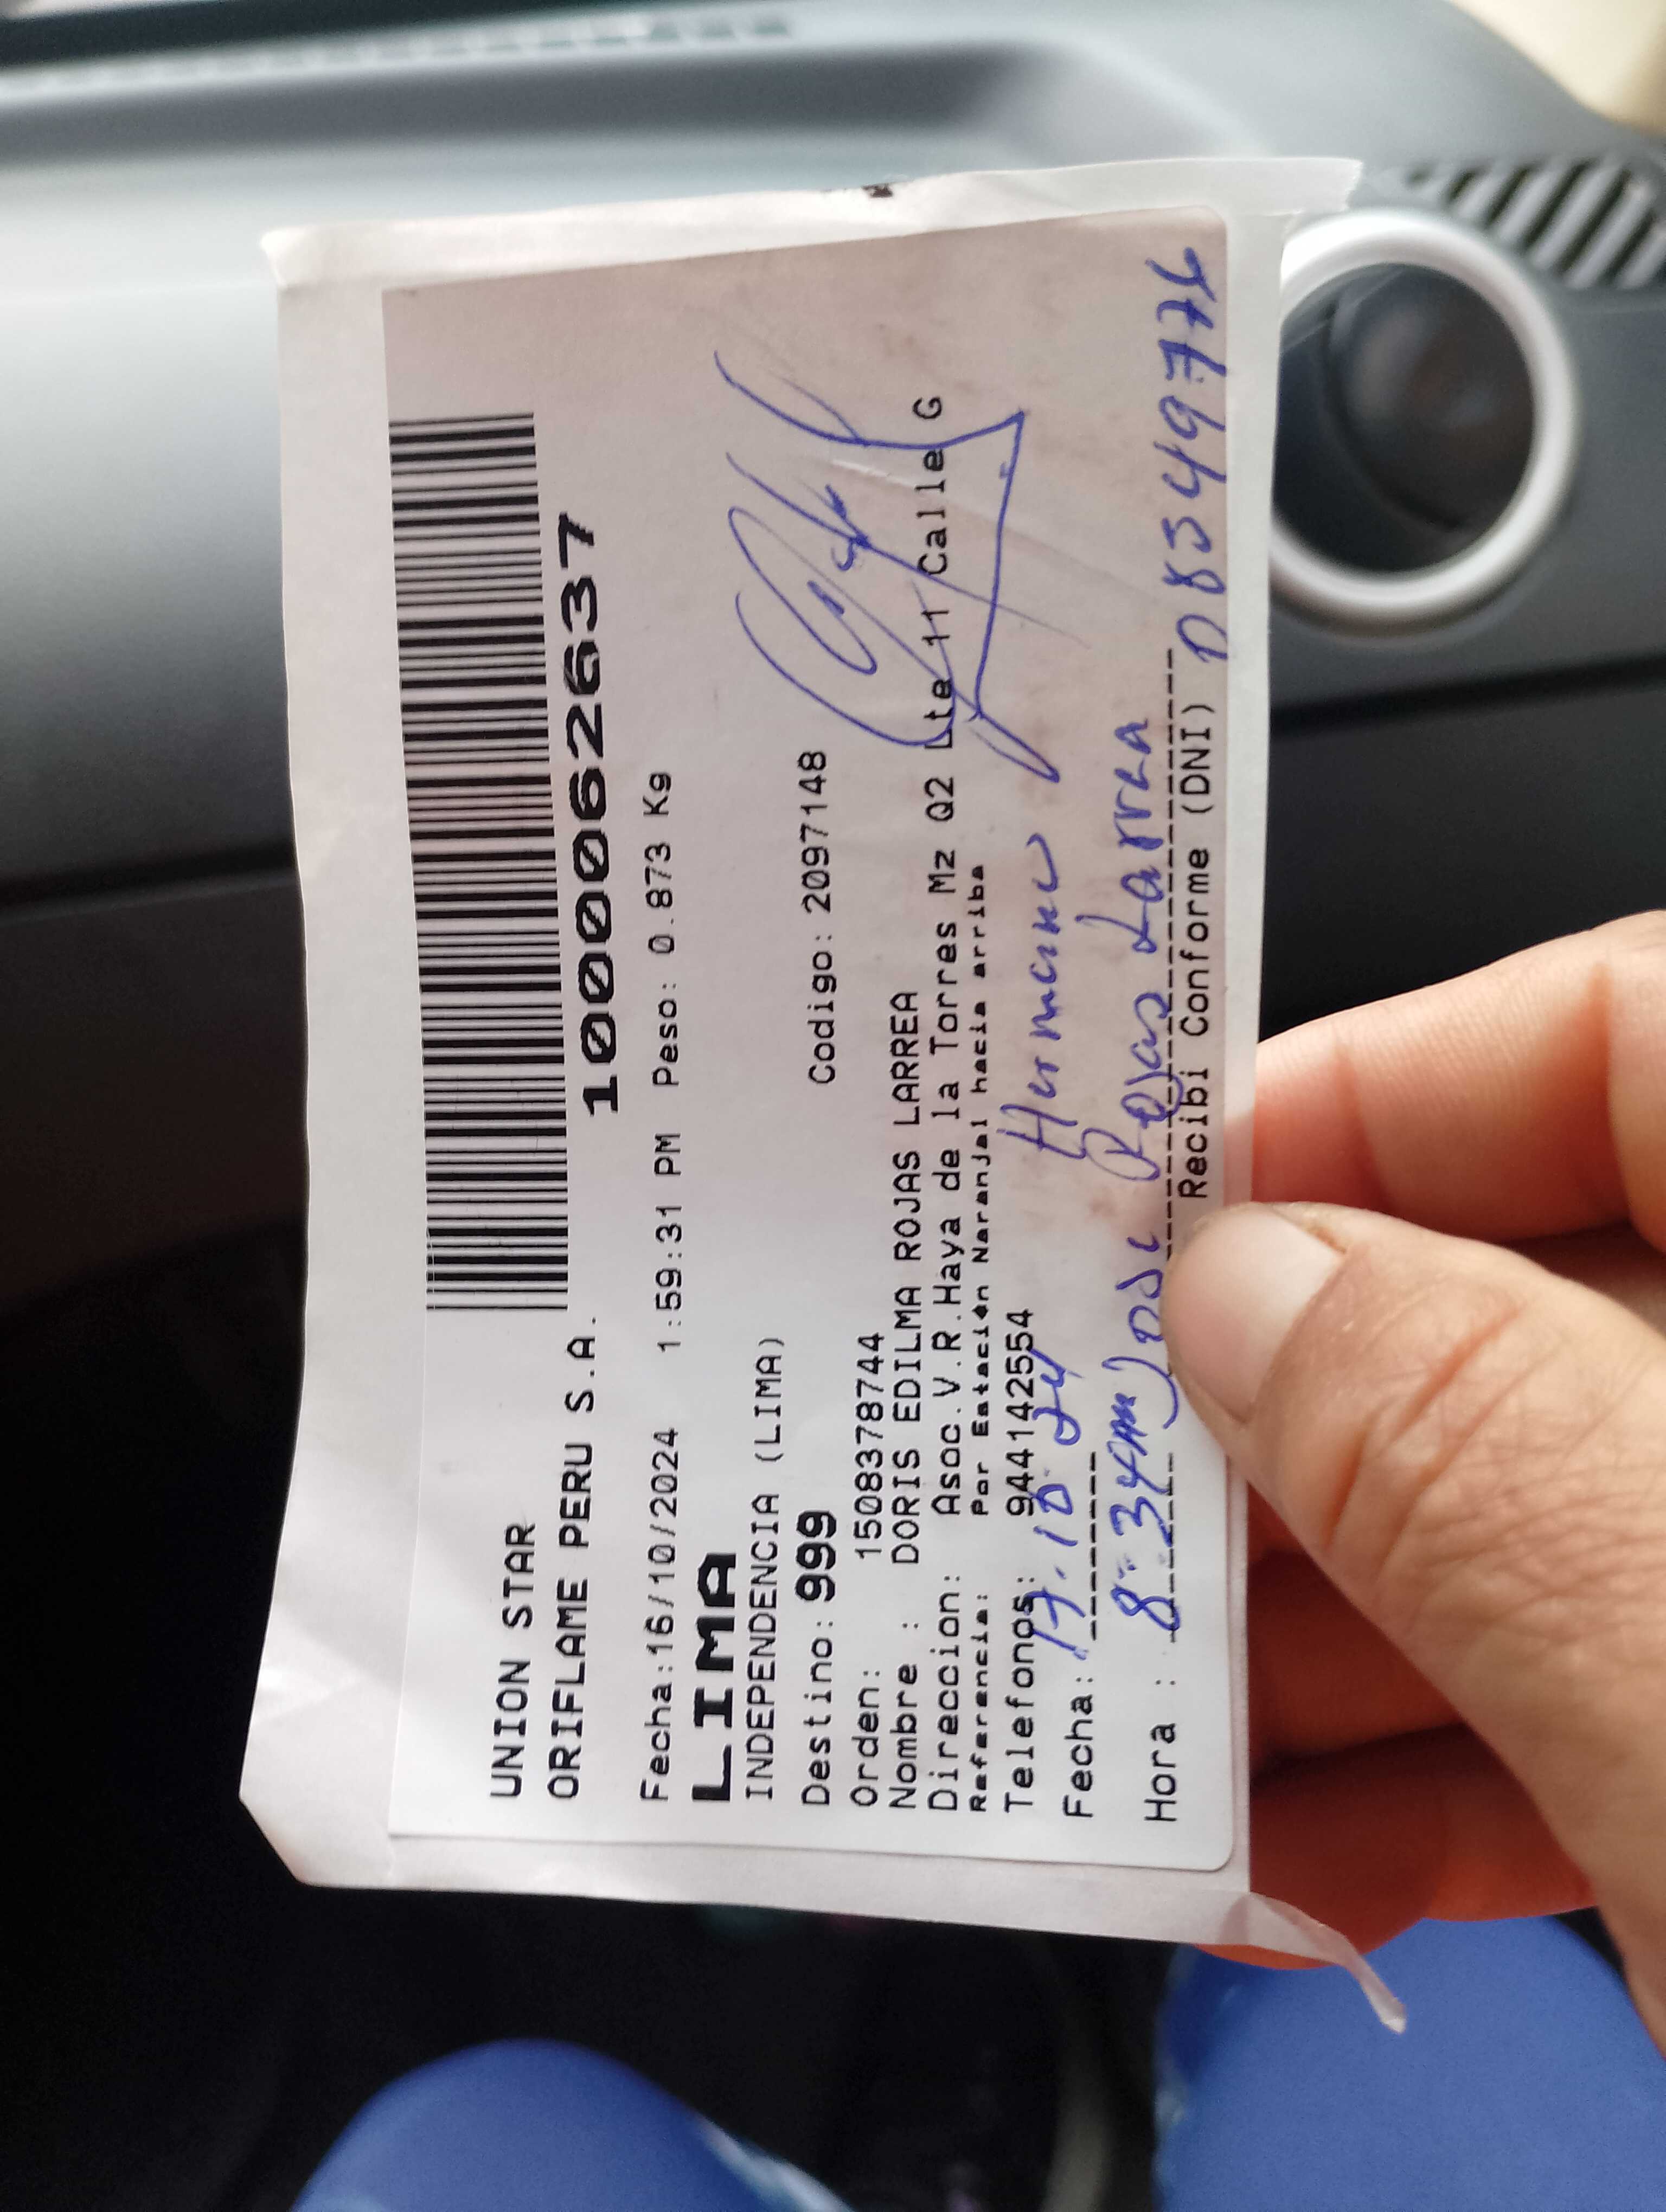 UNION STAR
ORIFLAME PERU S.A.
1000062637
Fecha:16/10/2024 1:59:31 PM Peso: 0.873 Kg
LIMA
INDEPENDENCIA (LIMA)
Destino: 999 Codigo: 2097148
Orden: 1508378744
Nombre : DORIS EDILMA ROJAS LARREA
Direccion: Asoc.V.R.Haya de la Torres Mz Q2 Lte 11 Calle G
Referencia: Por Estación Naranjal hacia arriba
Telefonos: 944142554
Fecha: 17.10 24 Hermano
Hora : 8:34am Jose Rojas Larrea
Recibi Conforme (DNI) 08549776